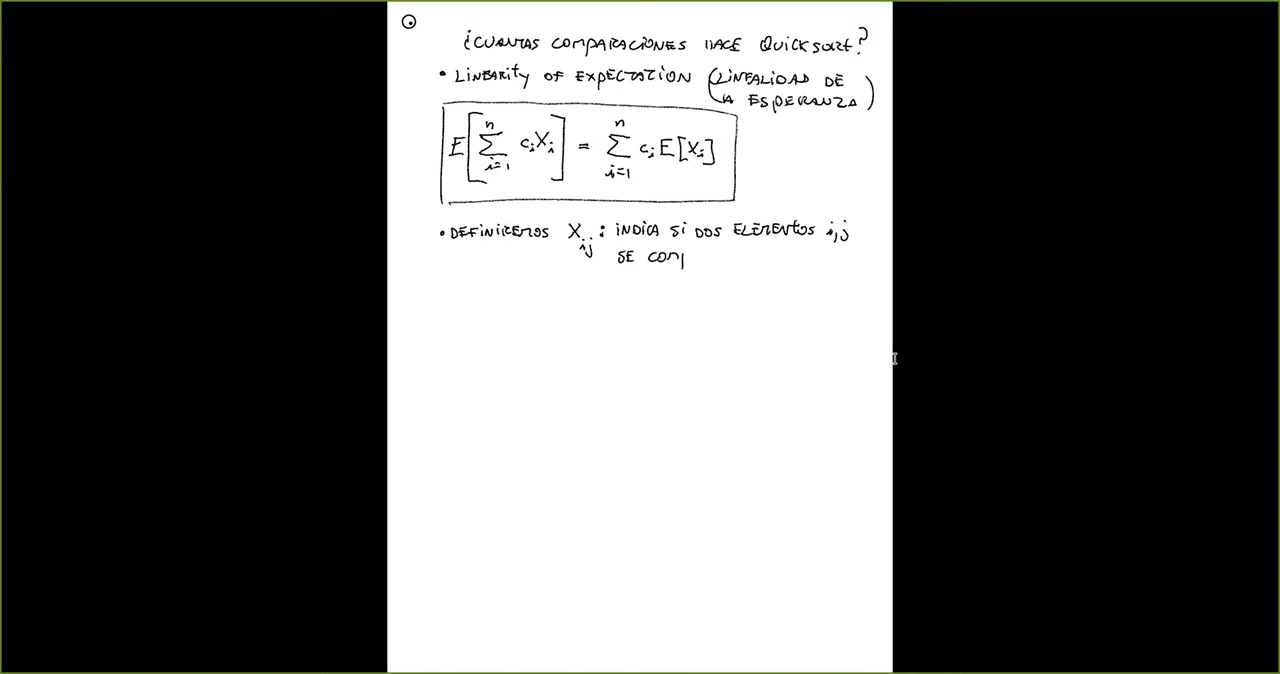 ¿CUANTAS COMPARACIONES HACE QUICKSORT?
• LINEARITY OF EXPECTATION (LINEALIDAD DE LA ESPERANZA)
E[∑_{i=1}^{n} c_i X_i] = ∑_{i=1}^{n} c_i E[X_i]
• DEFINIREMOS X_{ij} : INDICA SI DOS ELEMENTOS i,j
SE COM